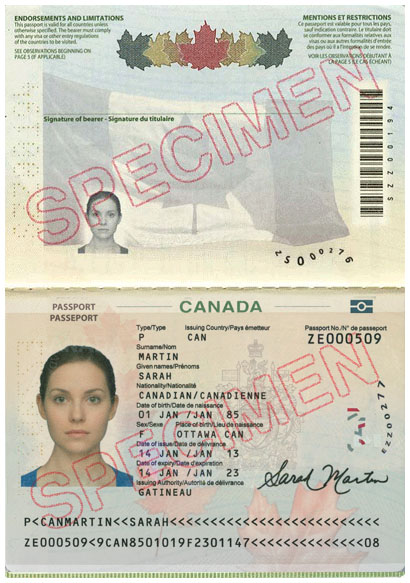 ENDORSEMENTS AND LIMITATIONS
This passport is valid for all countries unless
otherwise specified. The bearer must comply
with any visa or other entry regulations
of the countries to be visited.
SEE OBSERVATIONS BEGINNING ON
PAGE 5 (IF APPLICABLE)
MENTIONS ET RESTRICTIONS
Ce passeport est valable pour tous les pays,
sauf indication contraire. Le titulaire doit
se conformer aux formalités relatives aux
visas ou aux autres formalités d'entrée
des pays où il a l'intention de se rendre.
VOIR LES OBSERVATIONS DÉBUTANT À
LA PAGE 5 (LE CAS ÉCHÉANT)
SPECIMEN
Signature of bearer - Signature du titulaire
SZZ00194
PASSPORT
PASSEPORT
CANADA
Type/Type Issuing Country/Pays émetteur Passport No./N° de passeport
P CAN ZE000509
Surname/Nom
MARTIN
Given names/Prénoms
SARAH
Nationality/Nationalité
CANADIAN/CANADIENNE
Date of birth/Date de naissance
01 JAN /JAN 85
Sex/Sexe Place of birth/Lieu de naissance
F OTTAWA CAN
Date of issue/Date de délivrance
14 JAN /JAN 13
Date of expiry/Date d'expiration
14 JAN /JAN 23
Issuing Authority/Autorité de délivrance
GATINEAU
Sarah Martin
SPECIMEN
P<CANMARTIN<<SARAH<<<<<<<<<<<<<<<<<<<<<<<<<<
ZE000509<9CAN8501019F2301147<<<<<<<<<<<<<<08